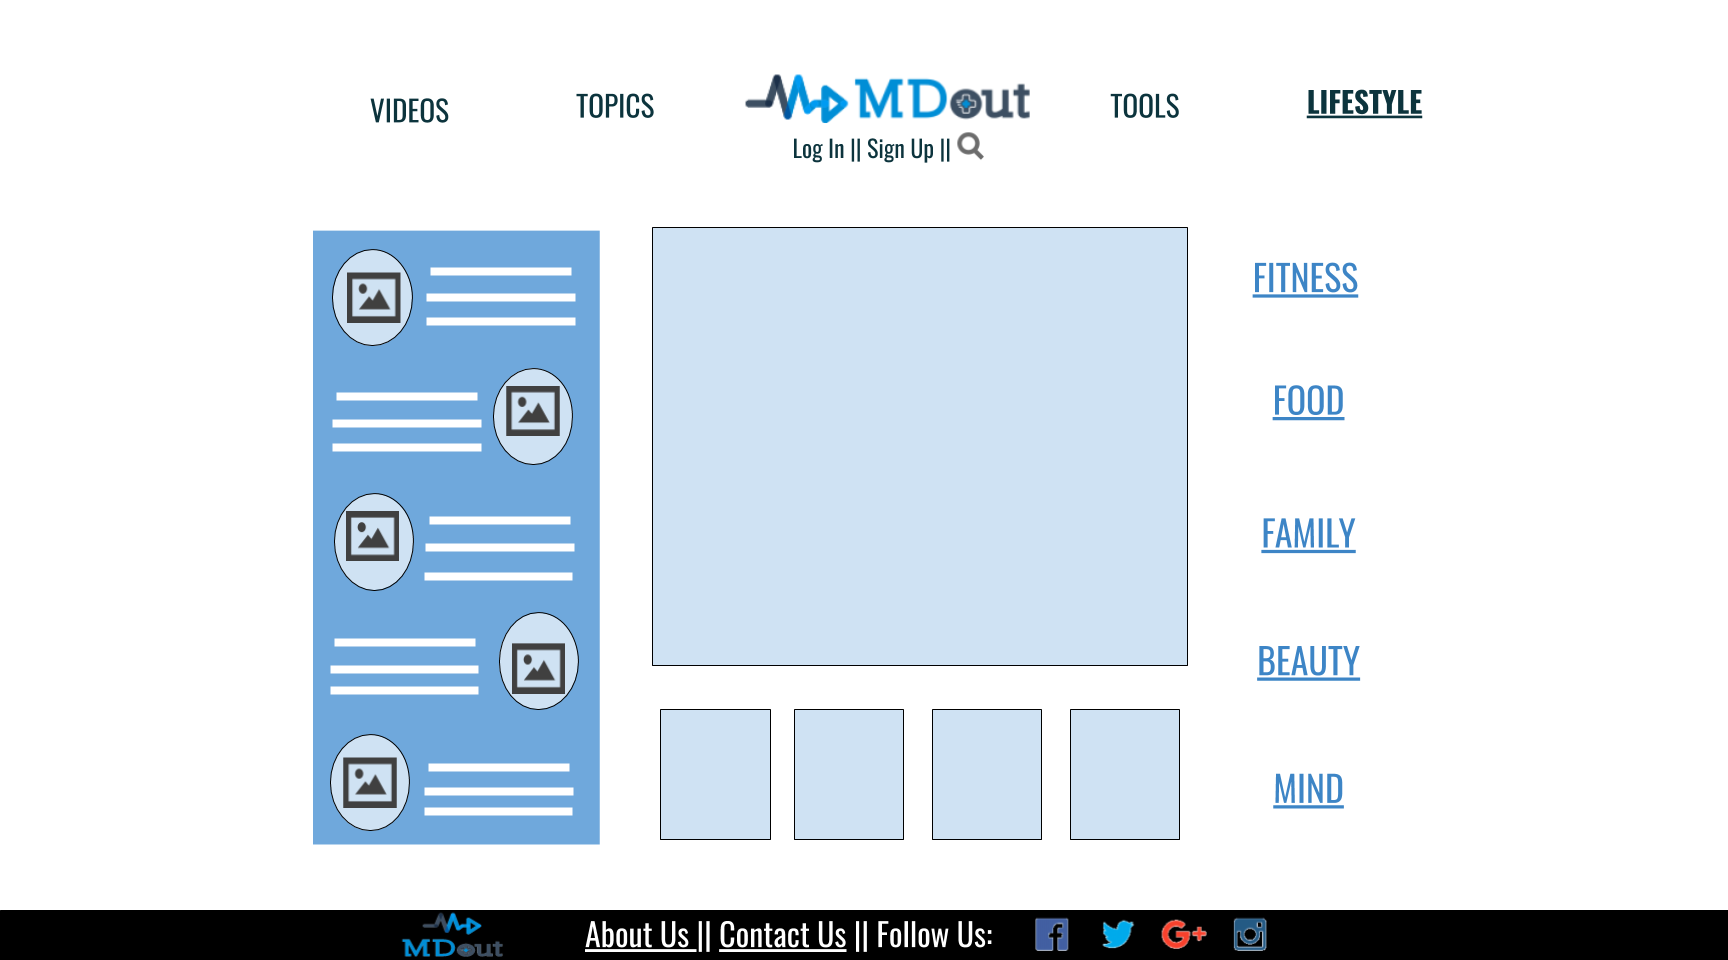 VIDEOS
TOPICS
MDout
TOOLS
LIFESTYLE
Log In || Sign Up ||
FITNESS
FOOD
FAMILY
BEAUTY
MIND
MDout
About Us || Contact Us || Follow Us:
f
G+